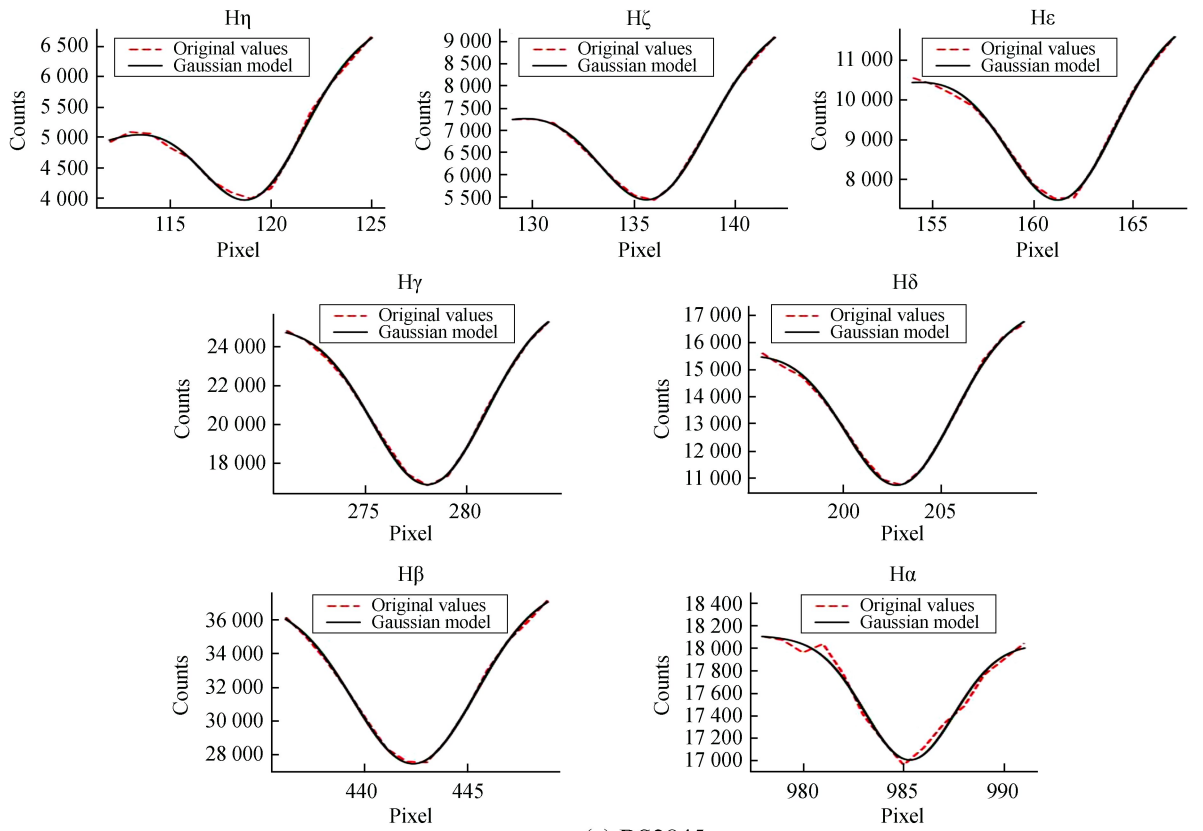 Hη
Original values
Gaussian model
6 500
6 000
5 500
5 000
4 500
4 000
Counts
115
120
125
Pixel
Hζ
Original values
Gaussian model
9 000
8 500
8 000
7 500
7 000
6 500
6 000
5 500
Counts
130
135
140
Pixel
Hε
Original values
Gaussian model
11 000
10 000
9 000
8 000
Counts
155
160
165
Pixel
Hγ
Original values
Gaussian model
24 000
22 000
20 000
18 000
Counts
275
280
Pixel
Hδ
Original values
Gaussian model
17 000
16 000
15 000
14 000
13 000
12 000
11 000
Counts
200
205
Pixel
Hβ
Original values
Gaussian model
36 000
34 000
32 000
30 000
28 000
Counts
440
445
Pixel
Hα
Original values
Gaussian model
18 400
18 200
18 000
17 800
17 600
17 400
17 200
17 000
Counts
980
985
990
Pixel